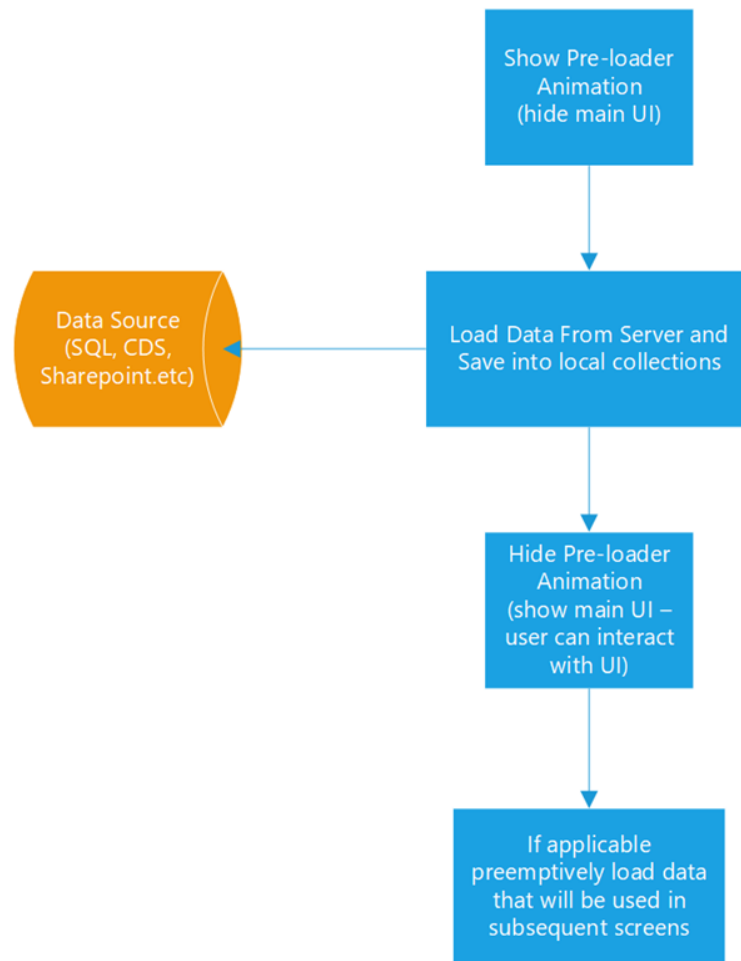 Show Pre-loader
Animation
(hide main UI)
Data Source
(SQL, CDS,
Sharepoint.etc)
Load Data From Server and
Save into local collections
Hide Pre-loader
Animation
(show main UI –
user can interact
with UI)
If applicable
preemptively load data
that will be used in
subsequent screens